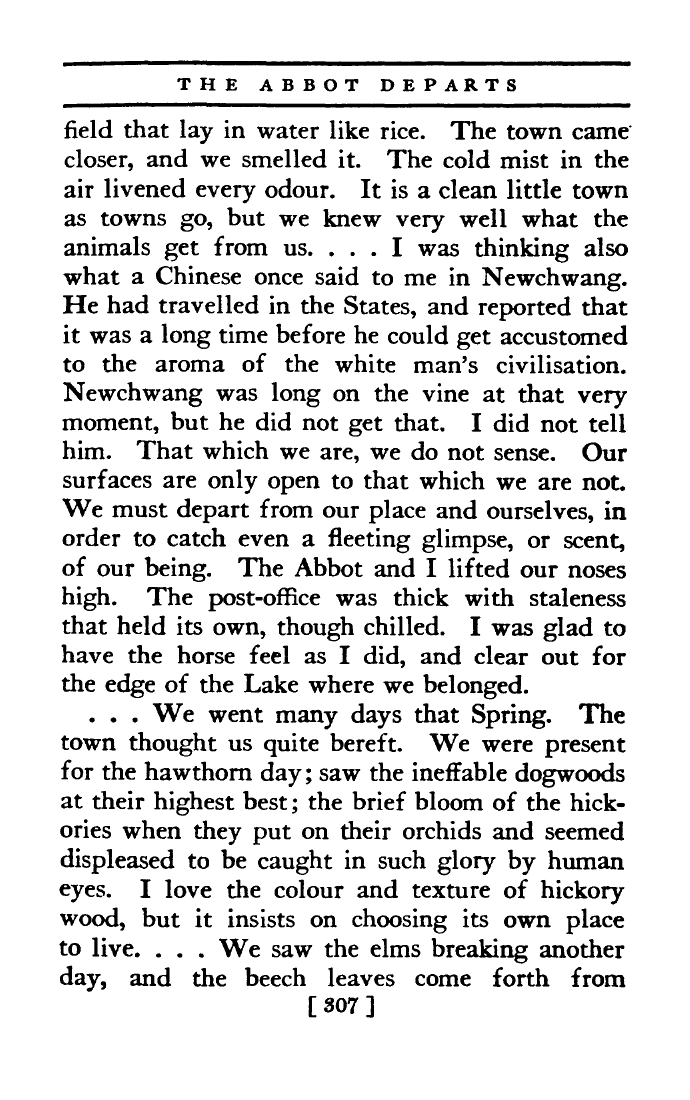 THE ABBOT DEPARTS
field that lay in water like rice. The town came
closer, and we smelled it. The cold mist in the
air livened every odour. It is a clean little town
as towns go, but we knew very well what the
animals get from us. . . . I was thinking also
what a Chinese once said to me in Newchwang.
He had travelled in the States, and reported that
it was a long time before he could get accustomed
to the aroma of the white man's civilisation.
Newchwang was long on the vine at that very
moment, but he did not get that. I did not tell
him. That which we are, we do not sense. Our
surfaces are only open to that which we are not.
We must depart from our place and ourselves, in
order to catch even a fleeting glimpse, or scent,
of our being. The Abbot and I lifted our noses
high. The post-office was thick with staleness
that held its own, though chilled. I was glad to
have the horse feel as I did, and clear out for
the edge of the Lake where we belonged.
. . . We went many days that Spring. The
town thought us quite bereft. We were present
for the hawthorn day; saw the ineffable dogwoods
at their highest best; the brief bloom of the hick-
ories when they put on their orchids and seemed
displeased to be caught in such glory by human
eyes. I love the colour and texture of hickory
wood, but it insists on choosing its own place
to live. . . . We saw the elms breaking another
day, and the beech leaves come forth from
[ 307 ]